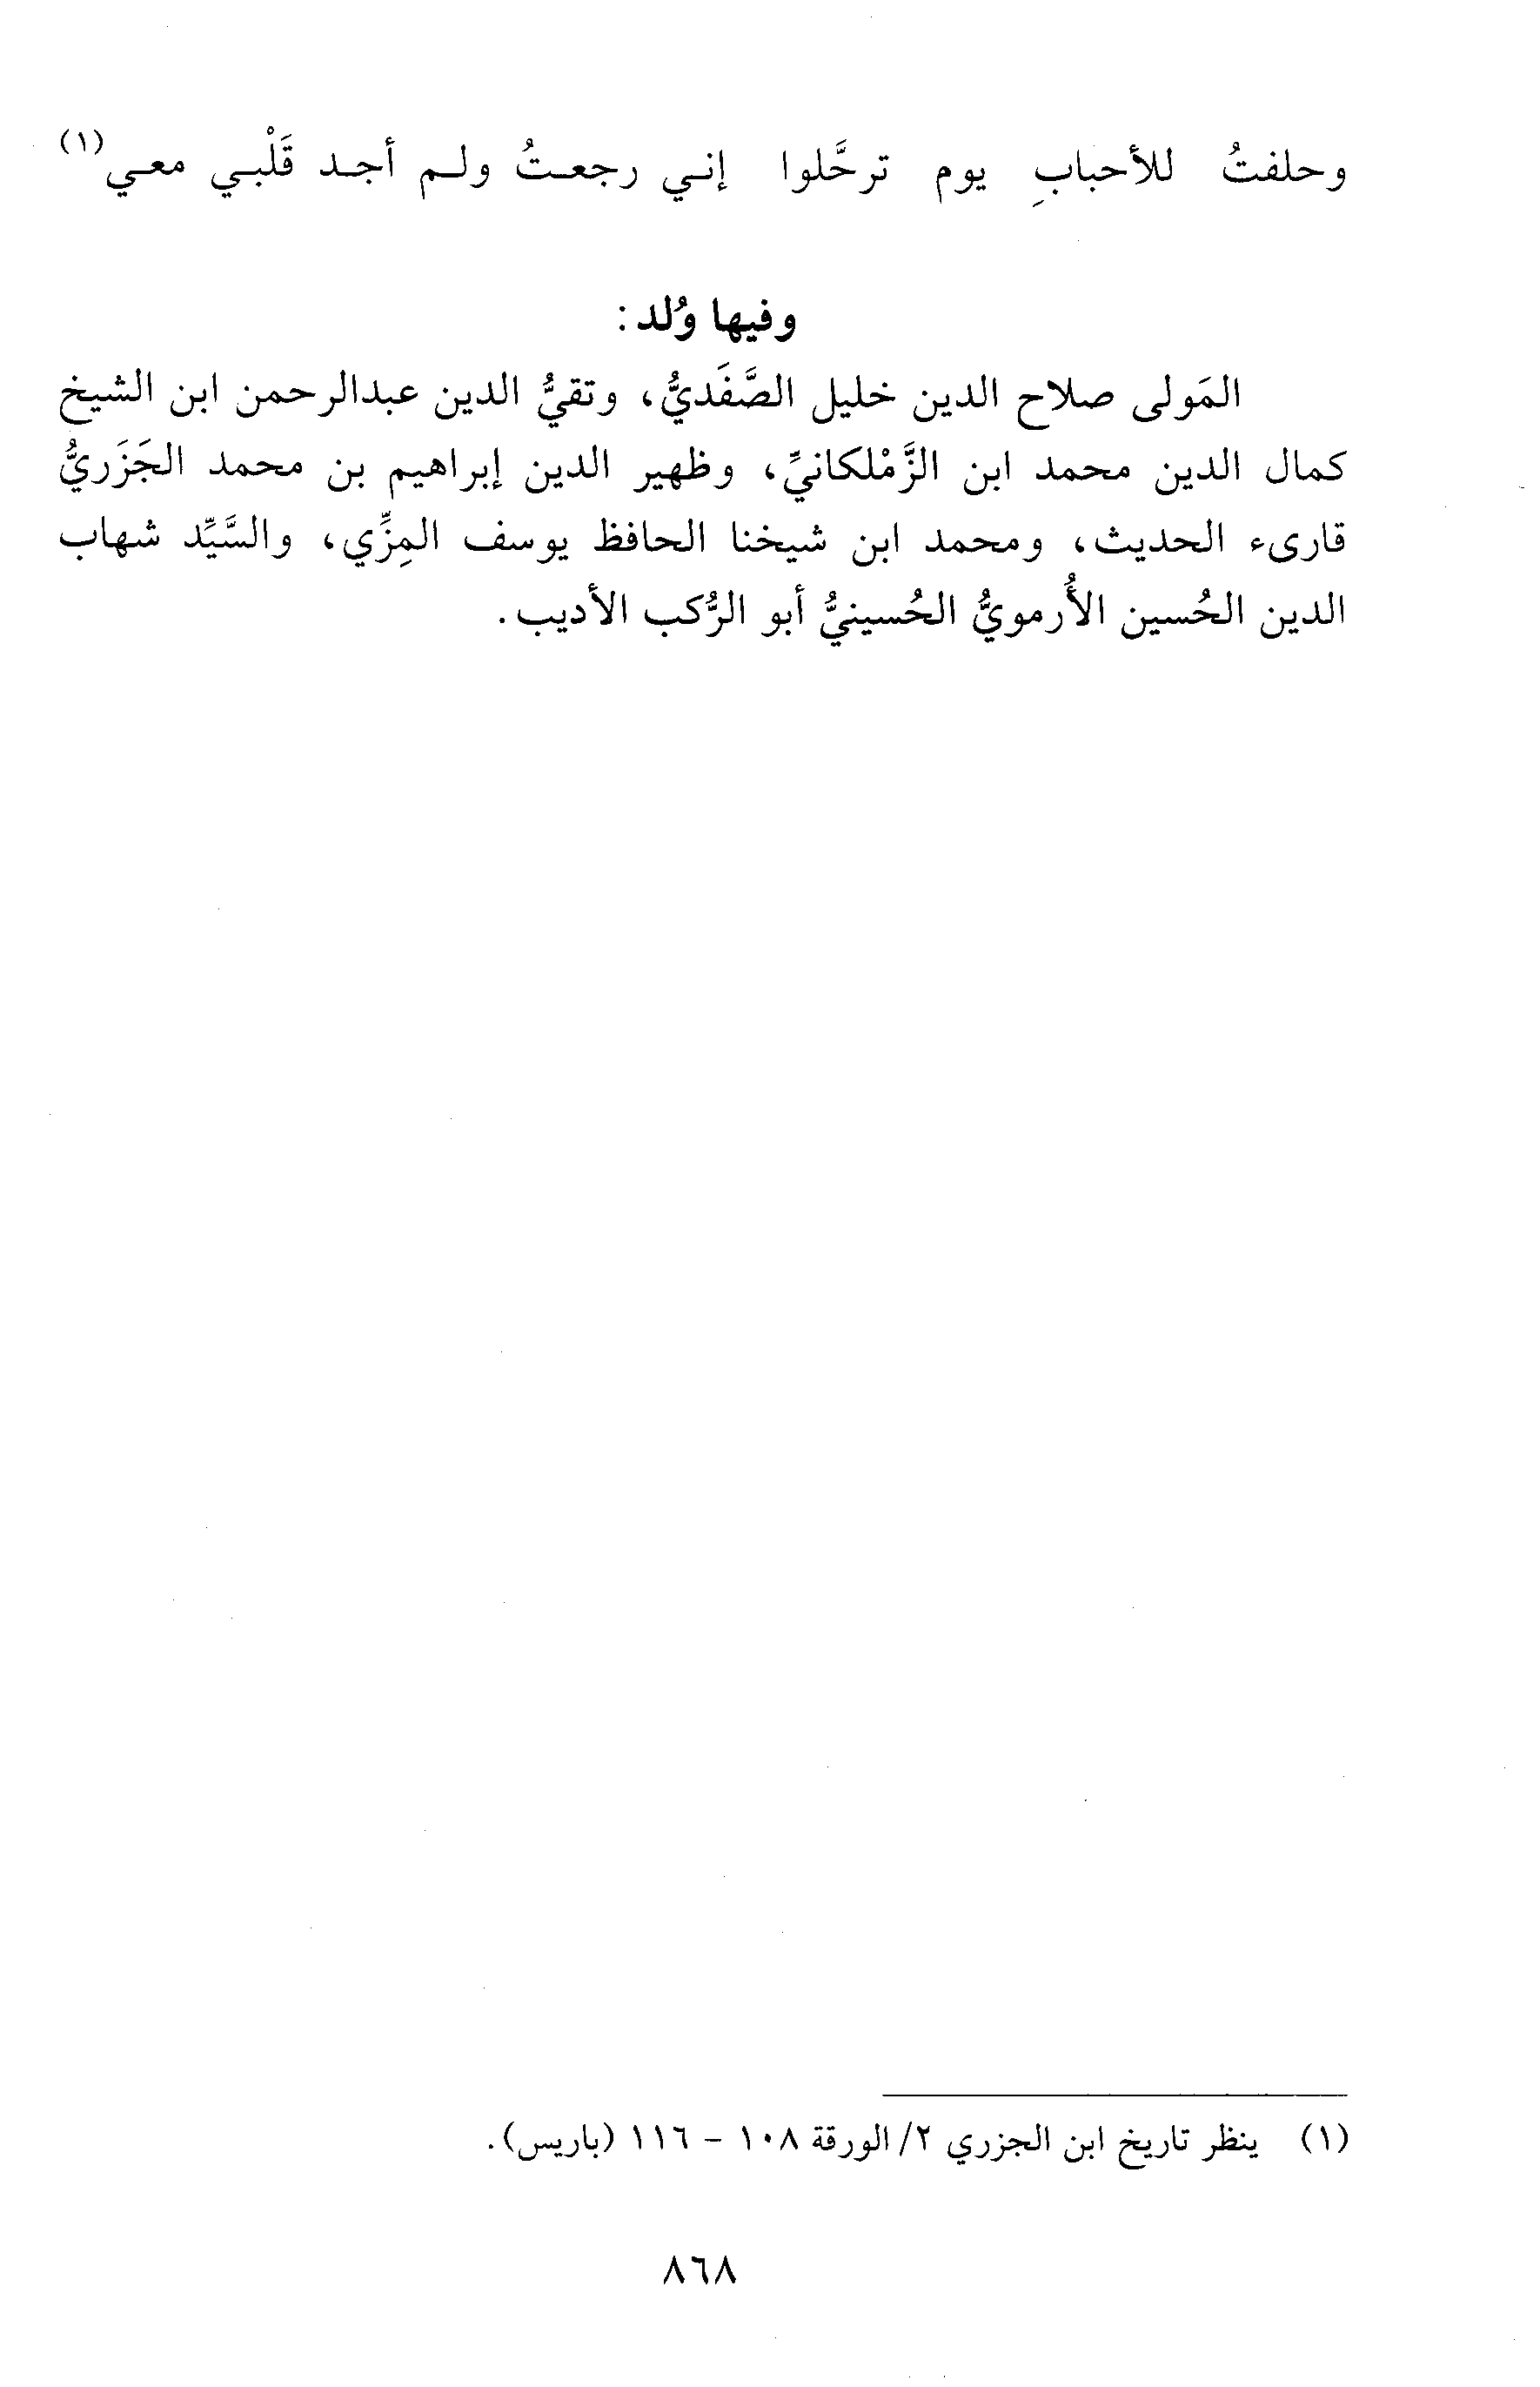 وحلفتُ للأحبابِ يوم ترحَّلوا إنـي رجعـتُ ولـم أجـد قَلْبـي معـي(١)
وفيها وُلد:
المَولى صلاح الدين خليل الصَّفَديُّ، وتقيُّ الدين عبدالرحمن ابن الشيخ
كمال الدين محمد ابن الزَّمْلكانيِّ، وظهير الدين إبراهيم بن محمد الجَزَريُّ
قارىء الحديث، ومحمد ابن شيخنا الحافظ يوسف المِزِّي، والسَّيِّد شهاب
الدين الحُسين الأُرمويُّ الحُسينيُّ أبو الرُّكب الأديب.
(١) ينظر تاريخ ابن الجزري ٢/ الورقة ١٠٨ - ١١٦ (باريس).
٨٦٨